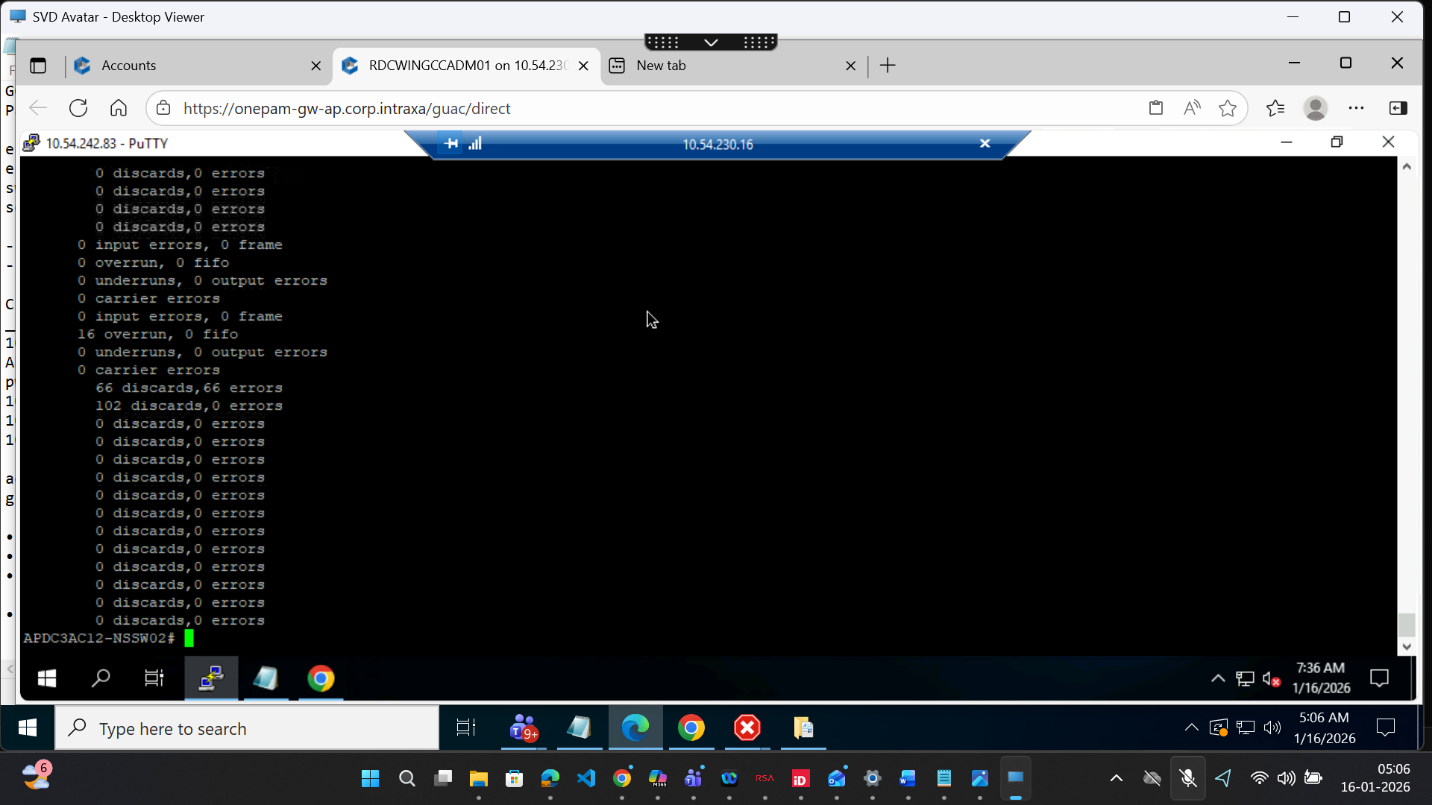 SVD Avatar - Desktop Viewer
Accounts
RDCWINGCCADM01 on 10.54.230
New tab
https://onepam-gw-ap.corp.intraxa/guac/direct
10.54.242.83 - PuTTY
10.54.230.16
0 discards,0 errors
0 discards,0 errors
0 discards,0 errors
0 discards,0 errors
0 input errors, 0 frame
0 overrun, 0 fifo
0 underruns, 0 output errors
0 carrier errors
0 input errors, 0 frame
16 overrun, 0 fifo
0 underruns, 0 output errors
0 carrier errors
66 discards,66 errors
102 discards,0 errors
0 discards,0 errors
0 discards,0 errors
0 discards,0 errors
0 discards,0 errors
0 discards,0 errors
0 discards,0 errors
0 discards,0 errors
0 discards,0 errors
0 discards,0 errors
0 discards,0 errors
0 discards,0 errors
0 discards,0 errors
APDC3AC12-NSSW02#
7:36 AM
1/16/2026
Type here to search
9+
5:06 AM
1/16/2026
6
RSA
iD
05:06
16-01-2026